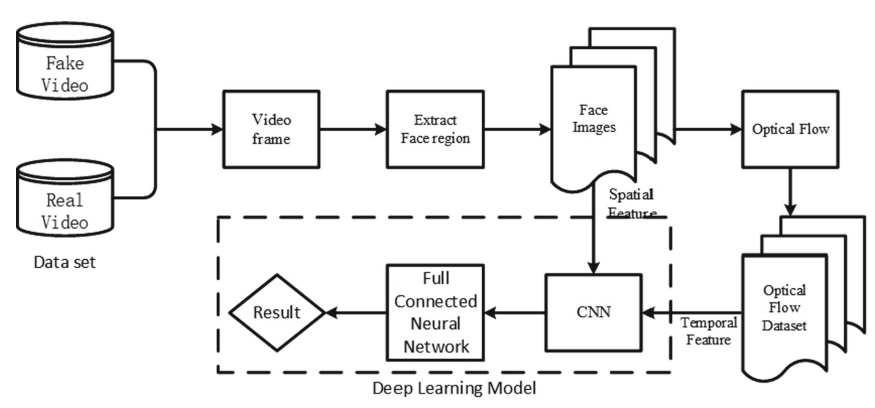 Fake
Video
Real
Video
Data set
Video
frame
Extract
Face region
Face
Images
Optical Flow
Spatial
Feature
Optical
Flow
Dataset
Temporal
Feature
CNN
Full
Connected
Neural
Network
Result
Deep Learning Model